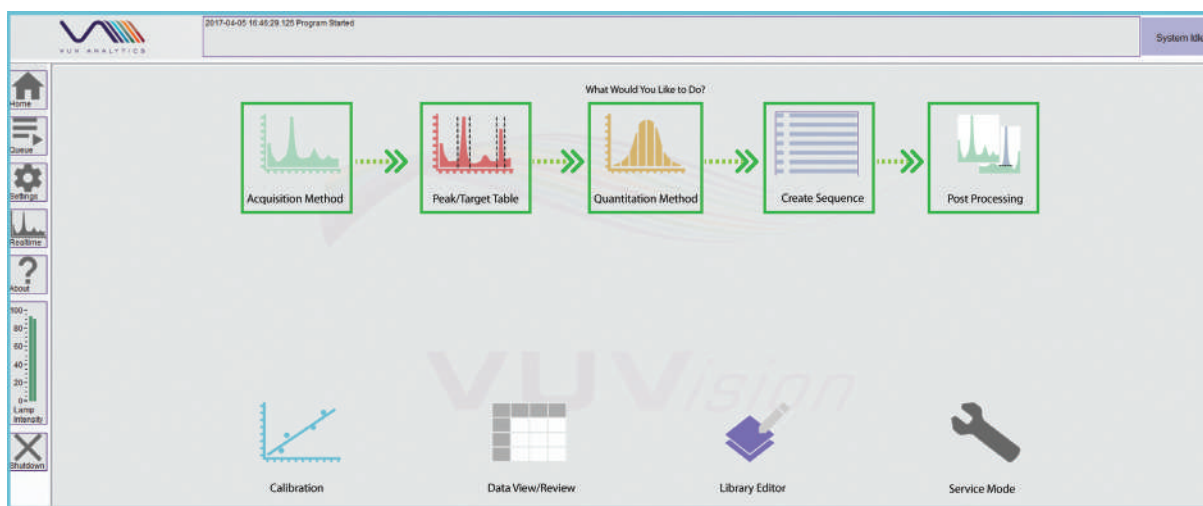 2017-04-05 16:46:29.125 Program Started
VUV ANALYTICS
System Idle
What Would You Like to Do?
Home
Queue
Settings
Realtime
About
Acquisition Method
Peak/Target Table
Quantitation Method
Create Sequence
Post Processing
100
80
60
40
20
0
Lamp
Intensity
Shutdown
VUVision
Calibration
Data View/Review
Library Editor
Service Mode